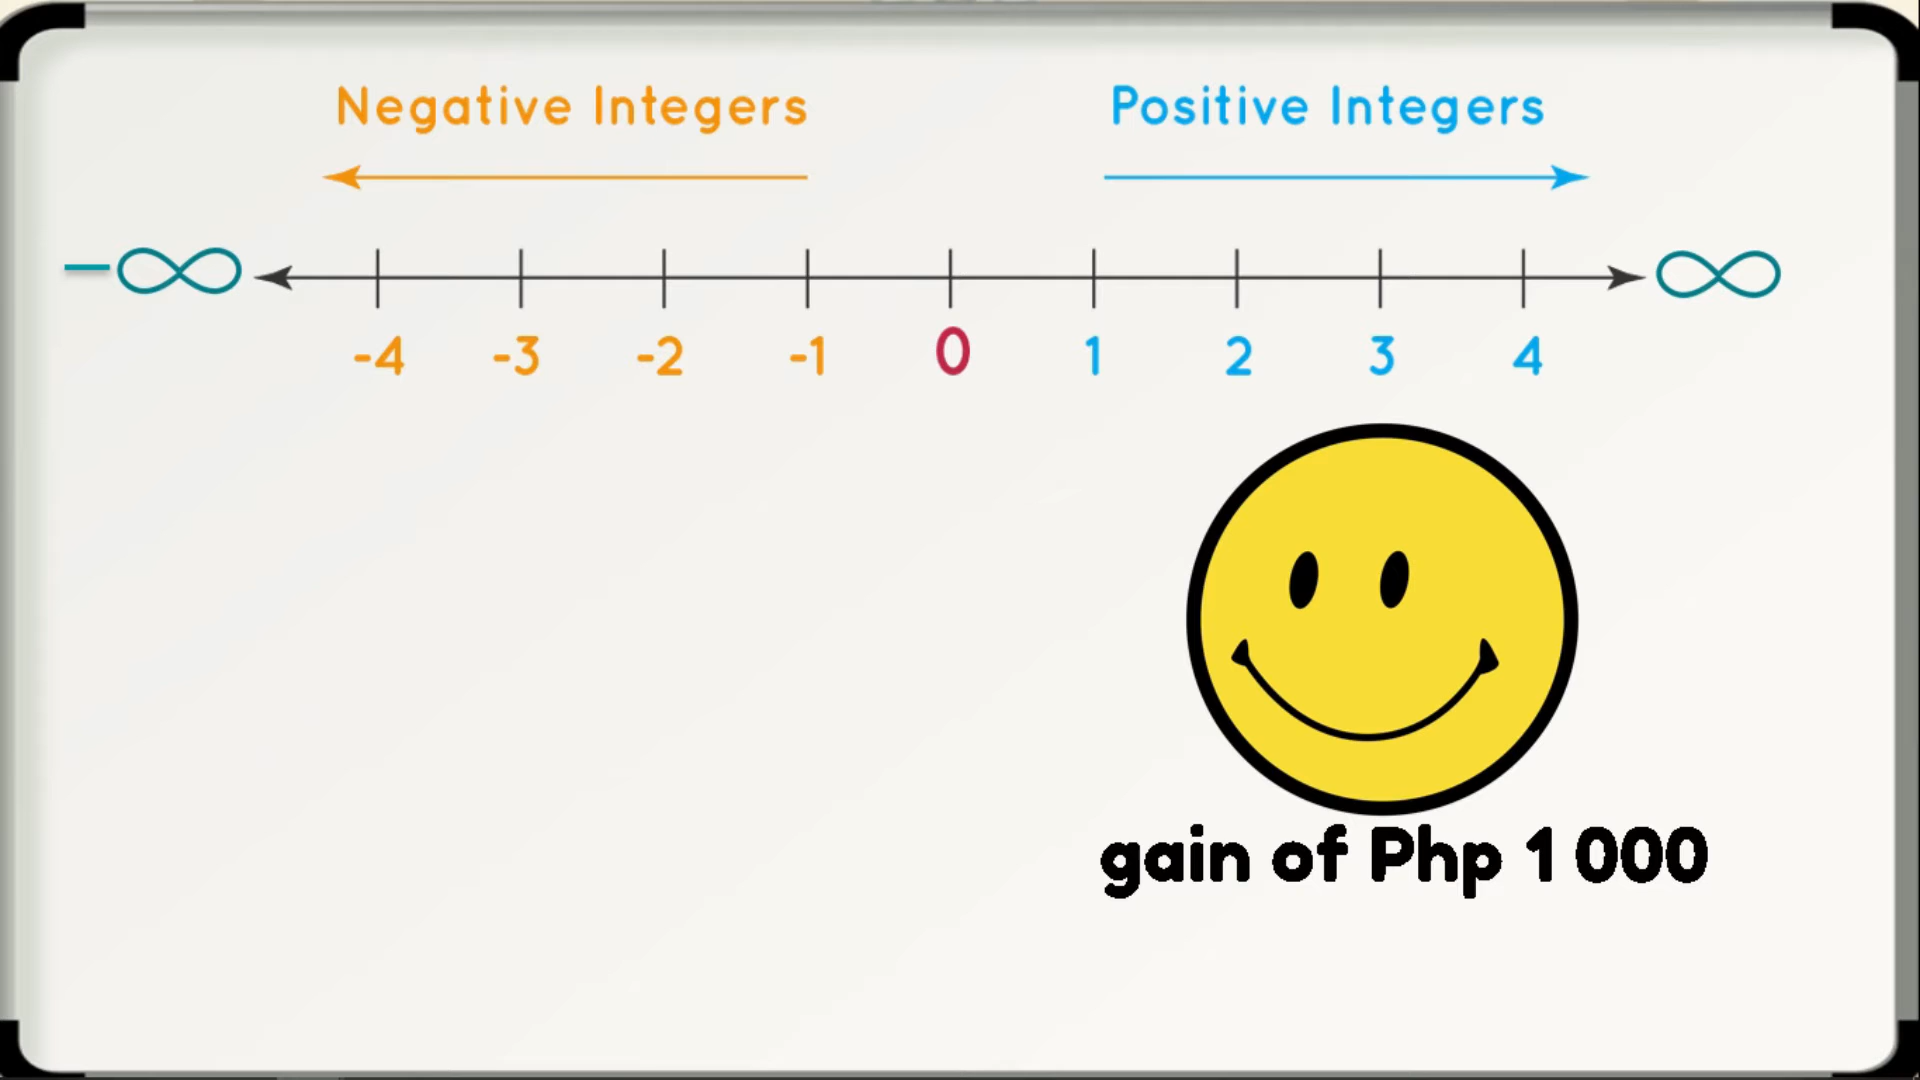 Negative Integers Positive Integers
−∞ ∞
-4 -3 -2 -1 0 1 2 3 4
gain of Php 1 000